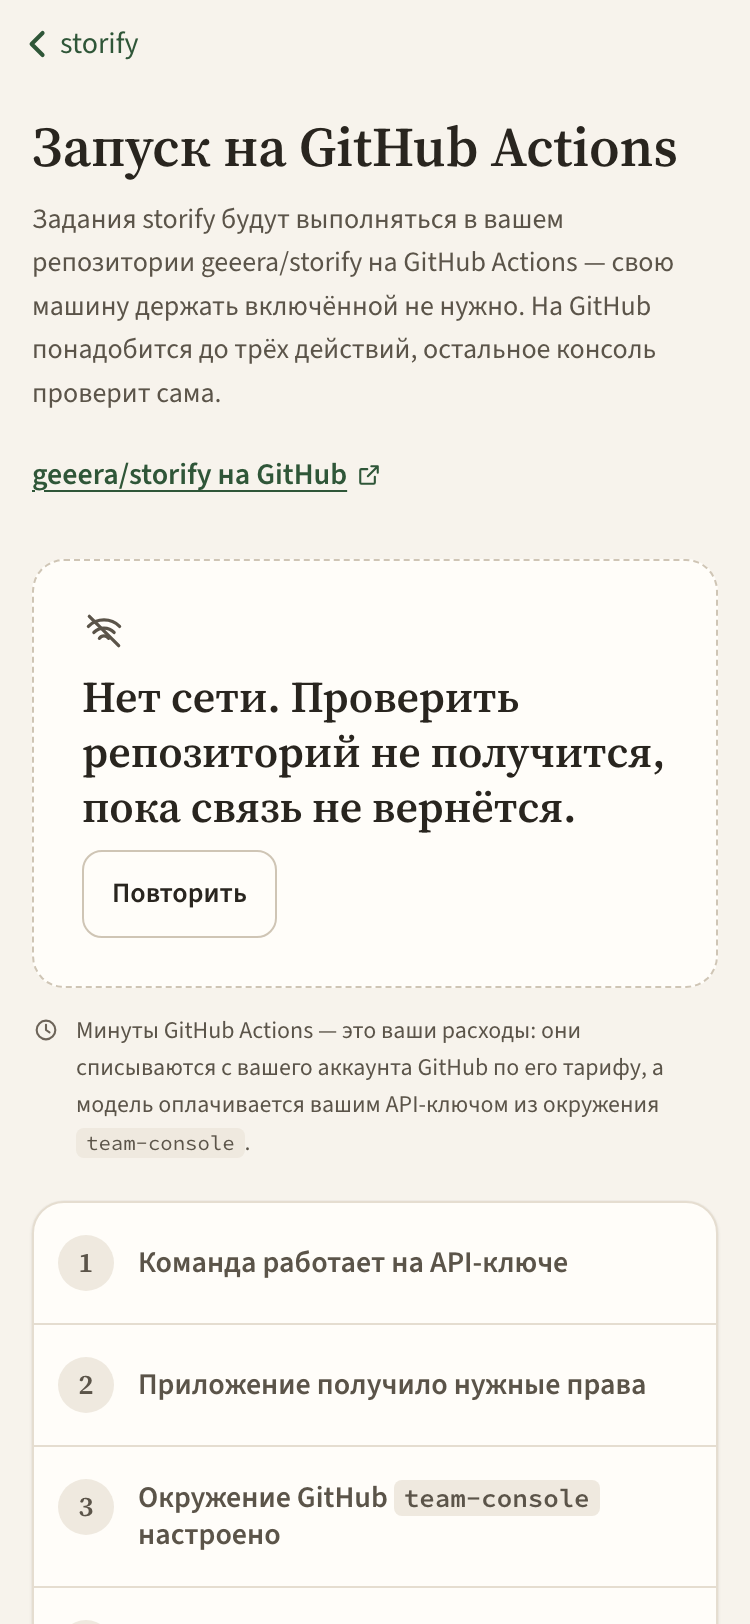 storify
Запуск на GitHub Actions
Задания storify будут выполняться в вашем
репозитории geeera/storify на GitHub Actions — свою
машину держать включённой не нужно. На GitHub
понадобится до трёх действий, остальное консоль
проверит сама.
geeera/storify на GitHub
Нет сети. Проверить
репозиторий не получится,
пока связь не вернётся.
Повторить
Минуты GitHub Actions — это ваши расходы: они
списываются с вашего аккаунта GitHub по его тарифу, а
модель оплачивается вашим API-ключом из окружения
team-console.
1 Команда работает на API-ключе
2 Приложение получило нужные права
3 Окружение GitHub team-console
настроено